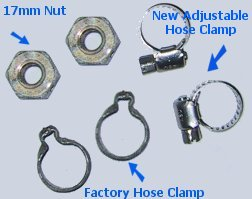 17mm Nut
New Adjustable
Hose Clamp
Factory Hose Clamp